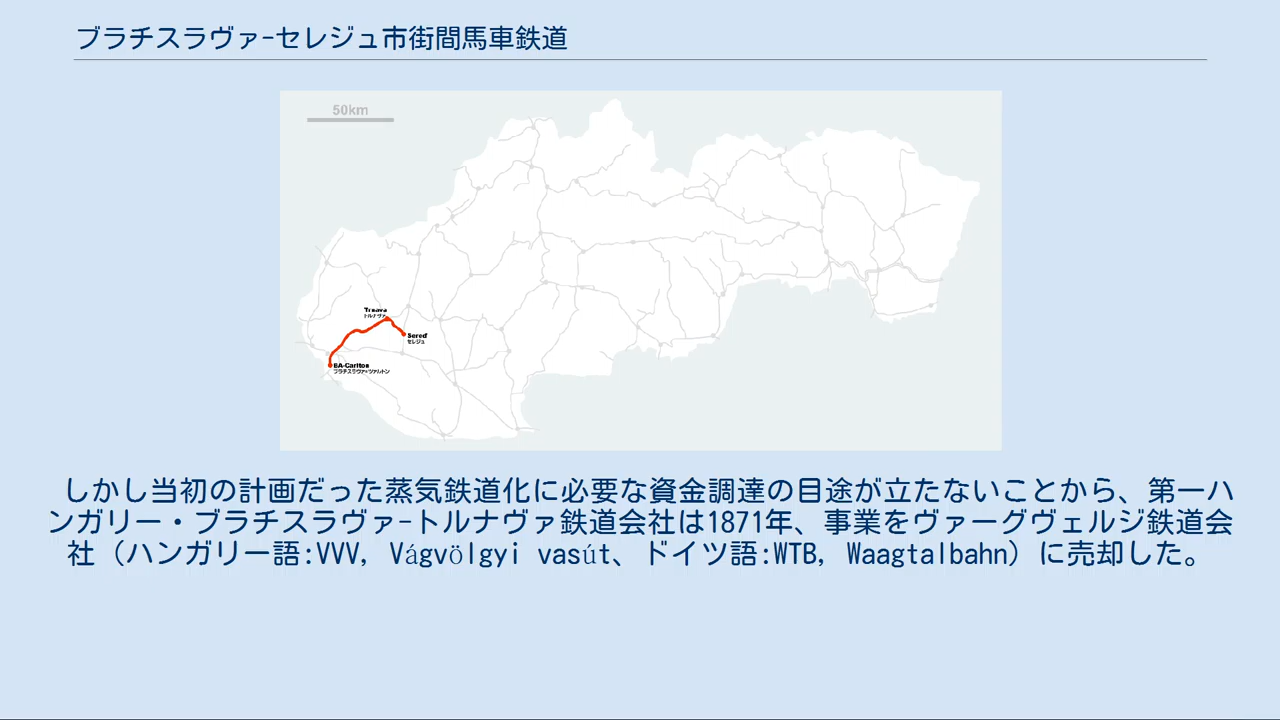 ブラチスラヴァ-セレジュ市街間馬車鉄道
50km
Trnava
トルナヴァ
Sereď
セレジュ
BA-Carlton
しかし当初の計画だった蒸気鉄道化に必要な資金調達の目途が立たないことから、第一ハ
ンガリー・ブラチスラヴァ-トルナヴァ鉄道会社は1871年、事業をヴァーグヴェルジ鉄道会
社（ハンガリー語:VVV, Vágvölgyi vasút、ドイツ語:WTB, Waagtalbahn）に売却した。